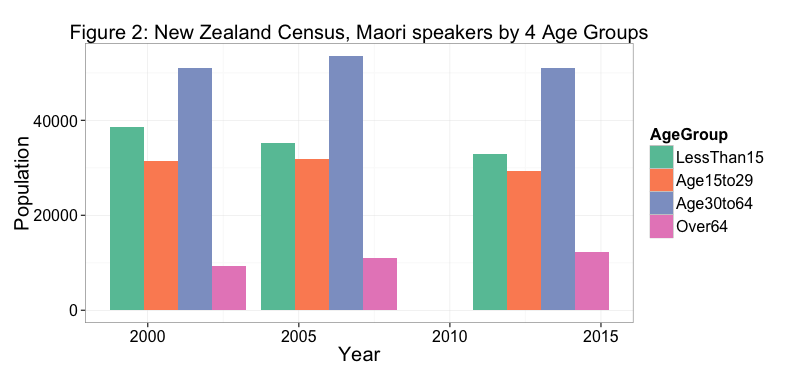 Figure 2: New Zealand Census, Maori speakers by 4 Age Groups
Population
40000
20000
0
2000
2005
2010
2015
Year
AgeGroup
LessThan15
Age15to29
Age30to64
Over64